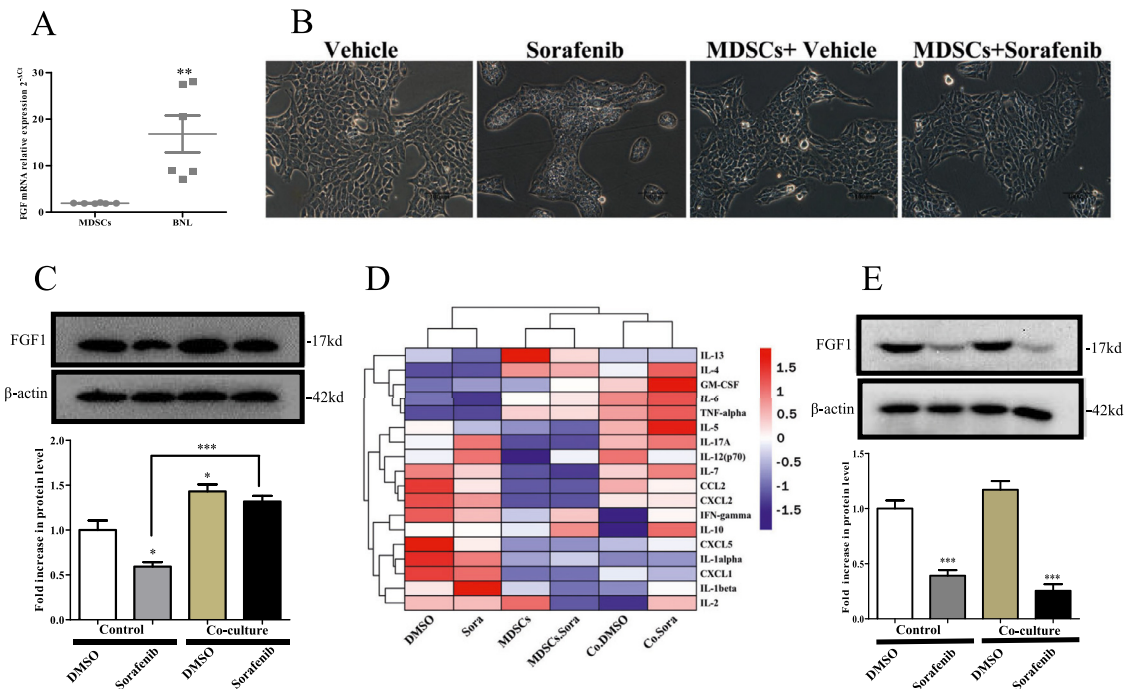 A
FGF mRNA relative expression 2^-ΔCt
30
20
10
0
**
MDSCs
BNL
B
Vehicle
Sorafenib
MDSCs+ Vehicle
MDSCs+Sorafenib
C
FGF1
-17kd
β-actin
-42kd
Fold increase in protein level
2.0
1.5
1.0
0.5
0.0
***
*
*
Control
Co-culture
DMSO
Sorafenib
DMSO
Sorafenib
D
IL-13
IL-4
GM-CSF
IL-6
TNF-alpha
IL-5
IL-17A
IL-12(p70)
IL-7
CCL2
CXCL2
IFN-gamma
IL-10
CXCL5
IL-1alpha
CXCL1
IL-1beta
IL-2
1.5
1
0.5
0
-0.5
-1
-1.5
DMSO
Sora
MDSCs
MDSCs.Sora
Co.DMSO
Co.Sora
E
FGF1
-17kd
β-actin
-42kd
Fold increase in protein level
1.5
1.0
0.5
0.0
***
***
Control
Co-culture
DMSO
Sorafenib
DMSO
Sorafenib